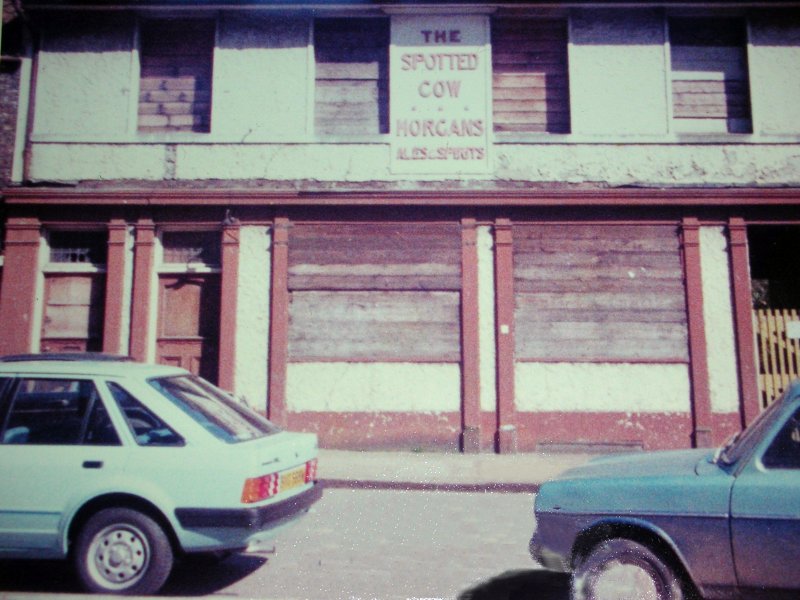 THE
SPOTTED
COW
MORGANS
ALES & SPIRITS